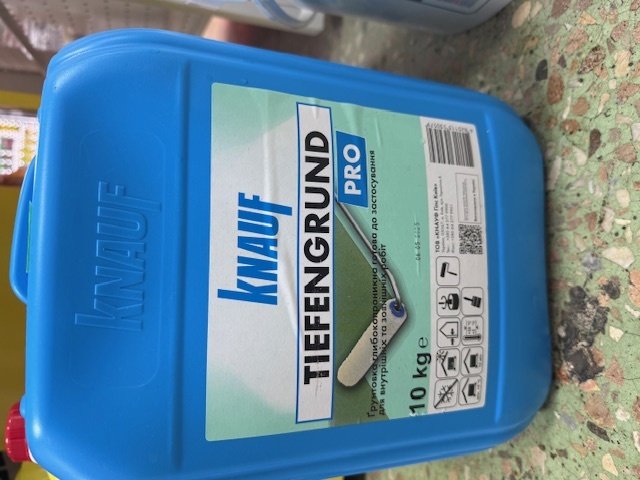 KNAUF
KNAUF
TIEFENGRUND
PRO
Ґрунтовка глибокопроникна готова до застосування
для внутрішніх та зовнішніх робіт
10 kg e
ТОВ «КНАУФ Гіпс Київ»